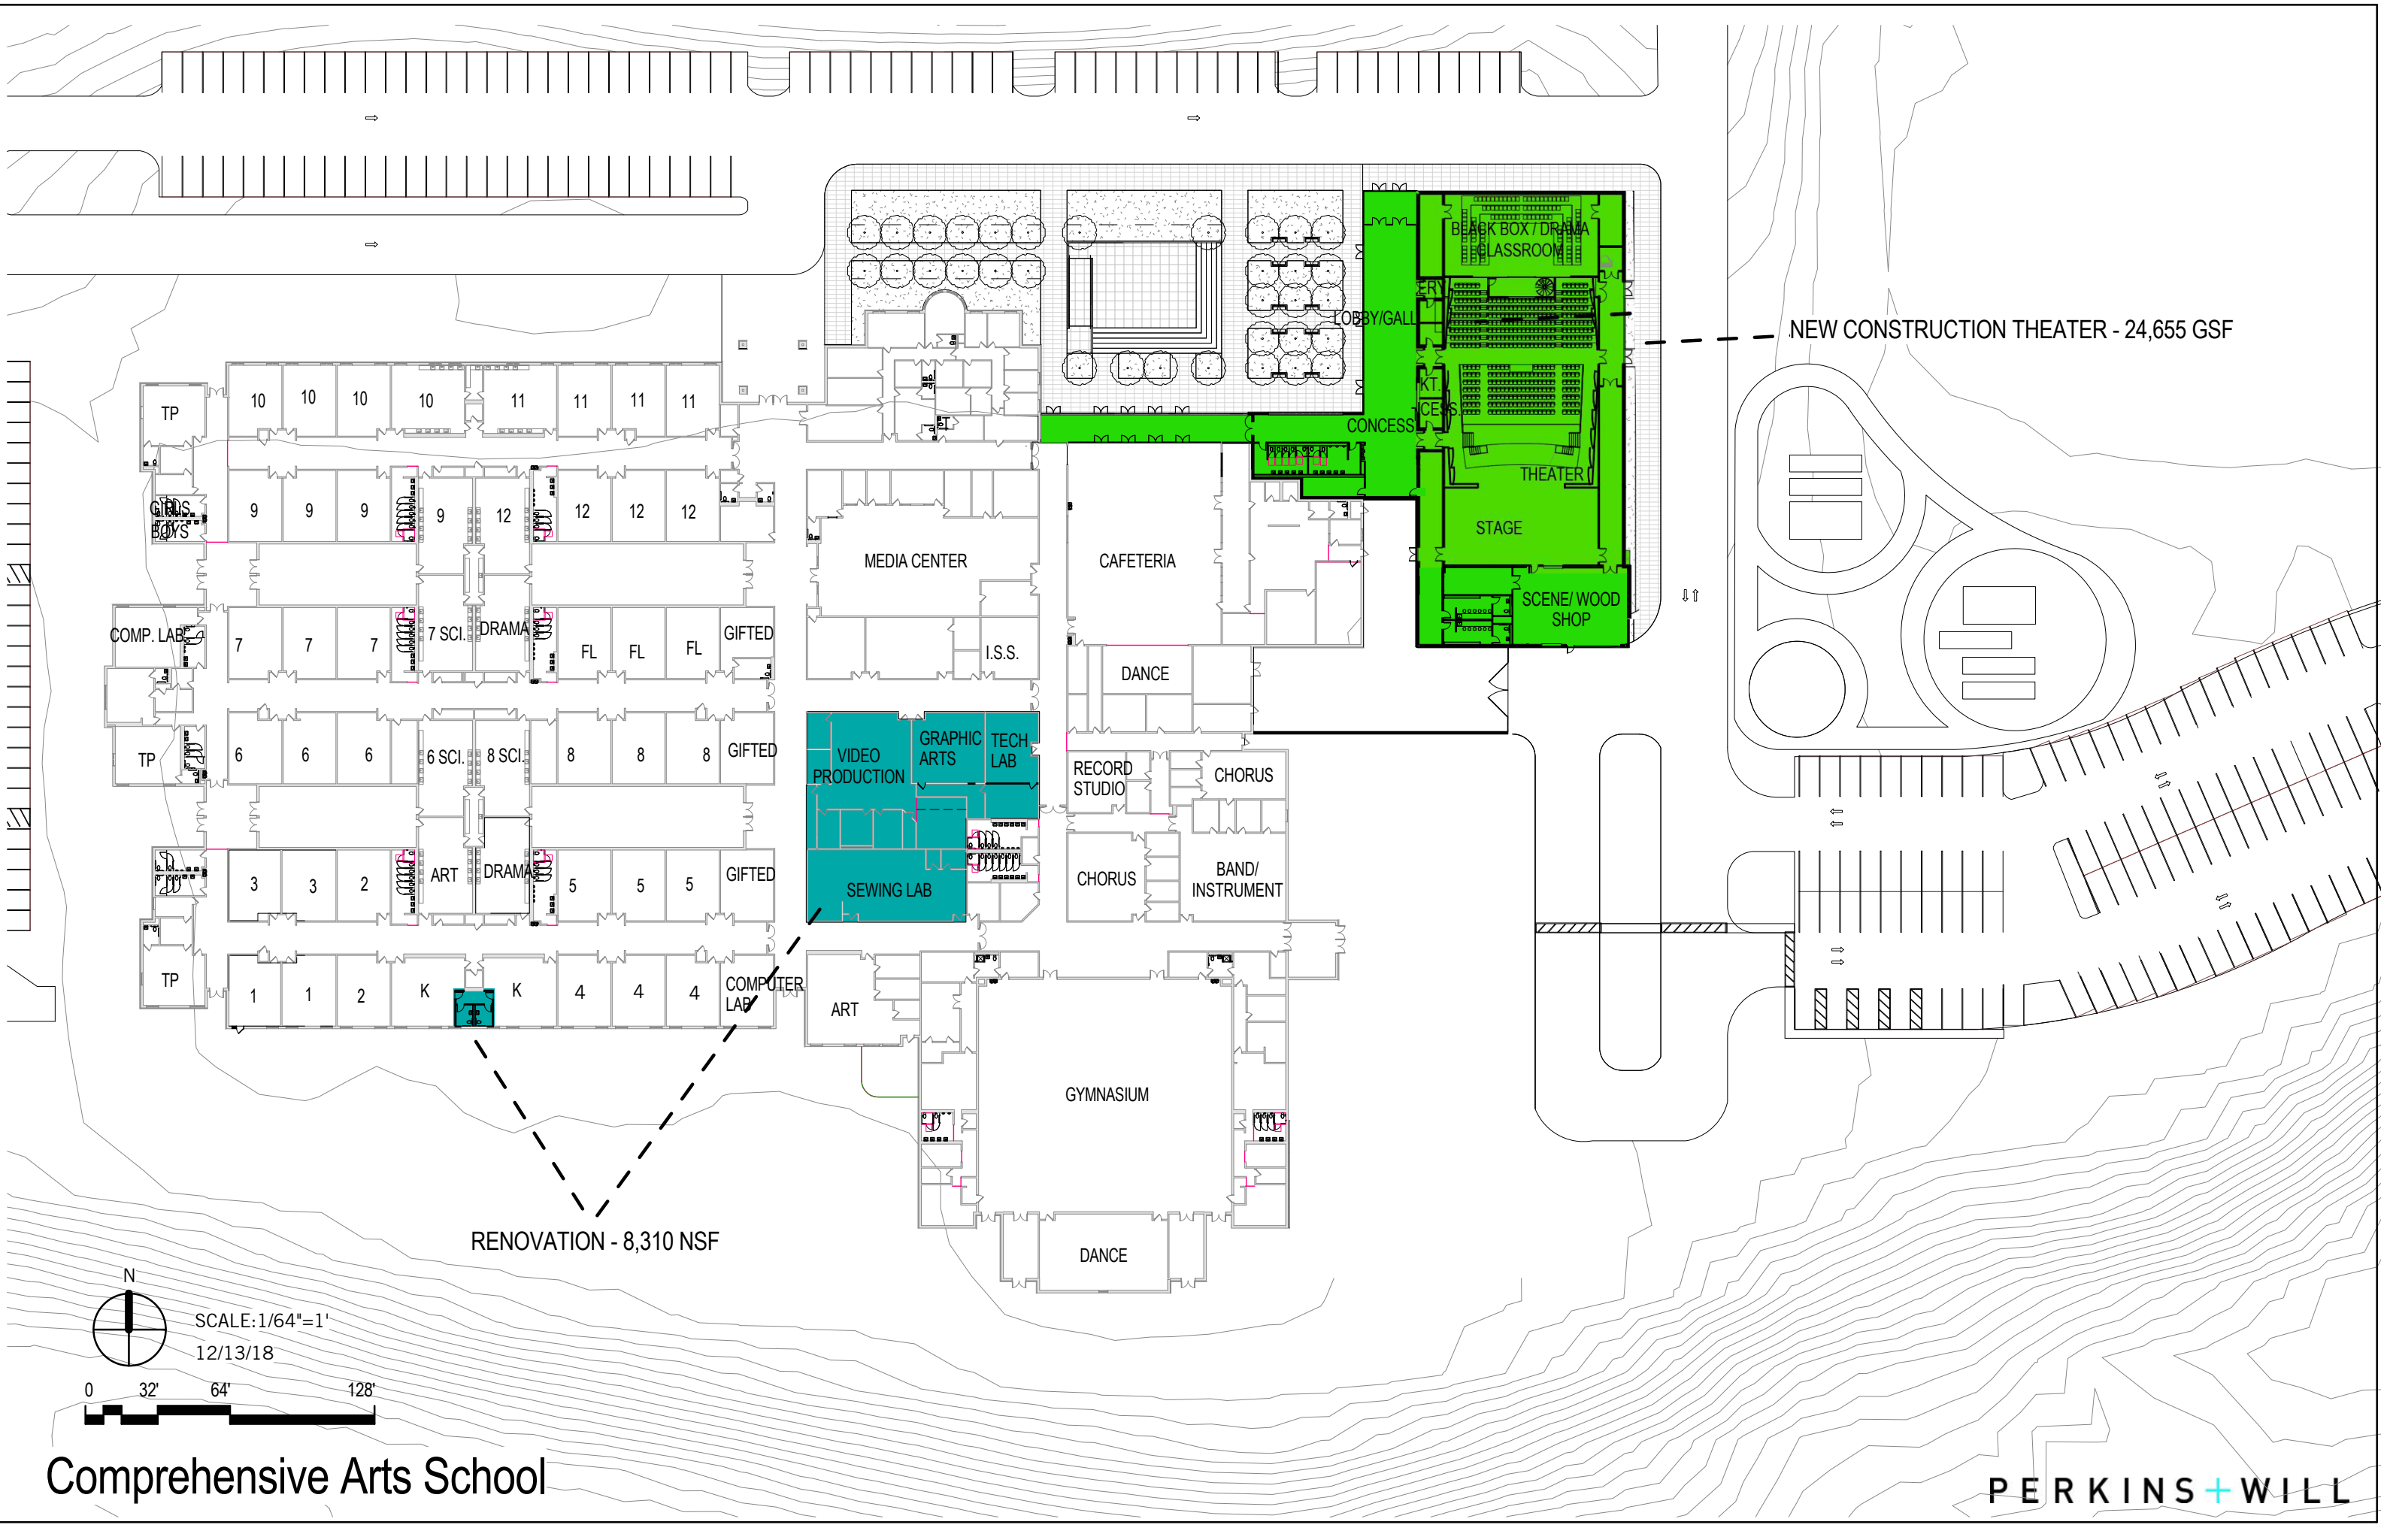 BLACK BOX / DRAMA
CLASSROOM
ERY
LOBBY/GALL
NEW CONSTRUCTION THEATER - 24,655 GSF
KT.
CESS.
CONCESS
THEATER
STAGE
SCENE/ WOOD
SHOP
TP
10
10
10
10
11
11
11
11
GIRLS
BOYS
9
9
9
9
12
12
12
12
MEDIA CENTER
CAFETERIA
COMP. LAB
7
7
7
7 SCI.
DRAMA
FL
FL
FL
GIFTED
I.S.S.
DANCE
TP
6
6
6
6 SCI.
8 SCI.
8
8
8
GIFTED
VIDEO
PRODUCTION
GRAPHIC
ARTS
TECH
LAB
RECORD
STUDIO
CHORUS
3
3
2
ART
DRAMA
5
5
5
GIFTED
SEWING LAB
CHORUS
BAND/
INSTRUMENT
TP
1
1
2
K
K
4
4
4
COMPUTER
LAB
ART
GYMNASIUM
DANCE
RENOVATION - 8,310 NSF
N
SCALE:1/64"=1'
12/13/18
0 32' 64' 128'
Comprehensive Arts School
PERKINS+WILL